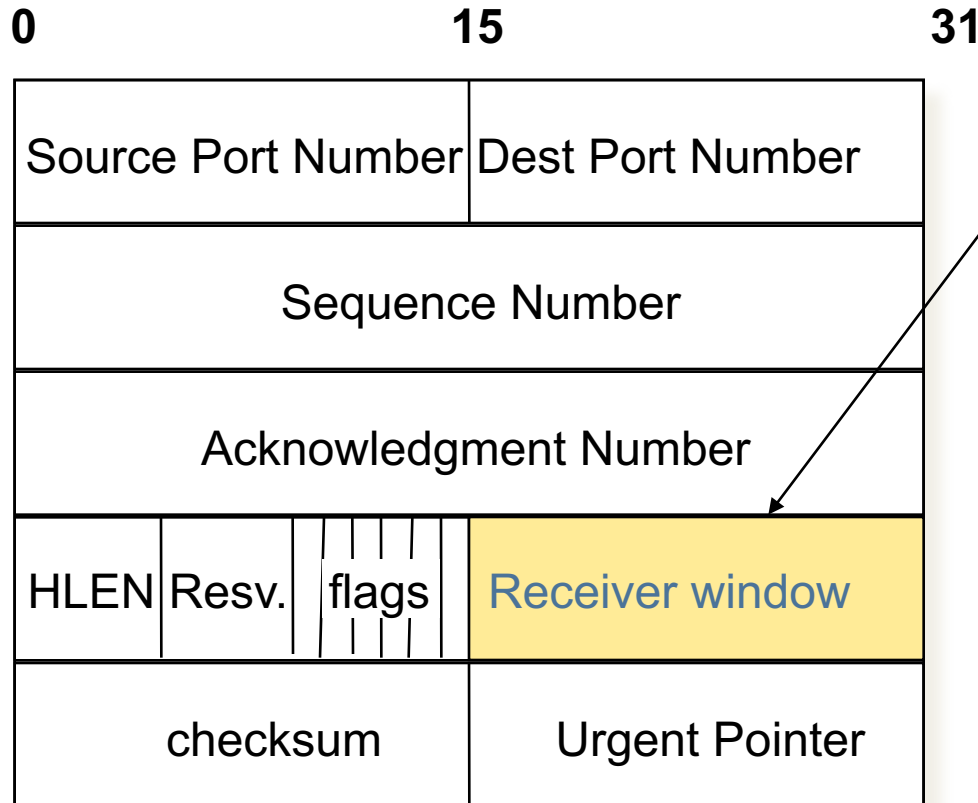 0 15 31
Source Port Number Dest Port Number
Sequence Number
Acknowledgment Number
HLEN Resv. flags Receiver window
checksum Urgent Pointer